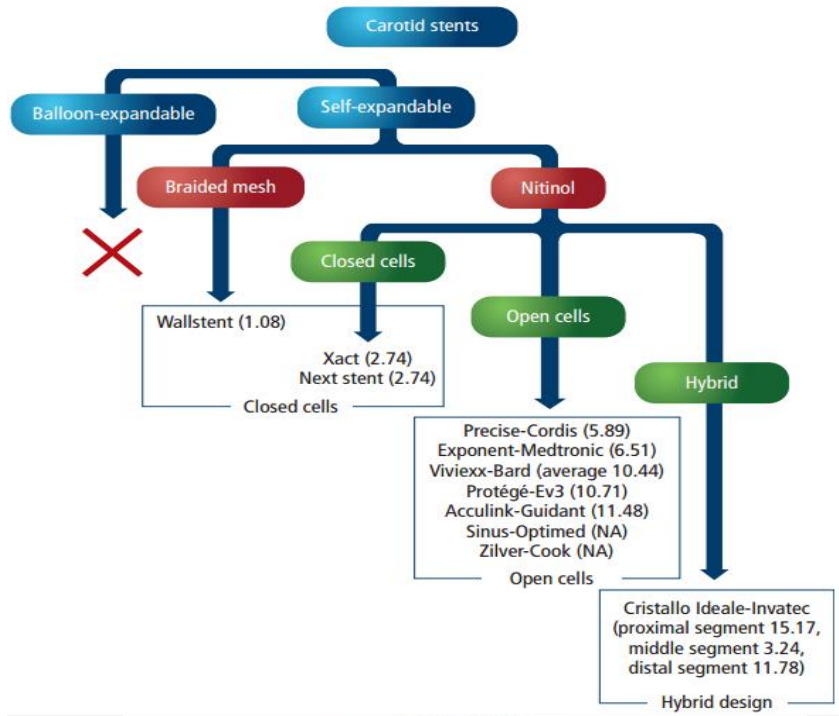 Carotid stents
Balloon-expandable
Self-expandable
Braided mesh
Nitinol
Closed cells
Open cells
Hybrid
Wallstent (1.08)
Xact (2.74)
Next stent (2.74)
Closed cells
Precise-Cordis (5.89)
Exponent-Medtronic (6.51)
Viviexx-Bard (average 10.44)
Protégé-Ev3 (10.71)
Acculink-Guidant (11.48)
Sinus-Optimed (NA)
Zilver-Cook (NA)
Open cells
Cristallo Ideale-Invatec
(proximal segment 15.17,
middle segment 3.24,
distal segment 11.78)
Hybrid design